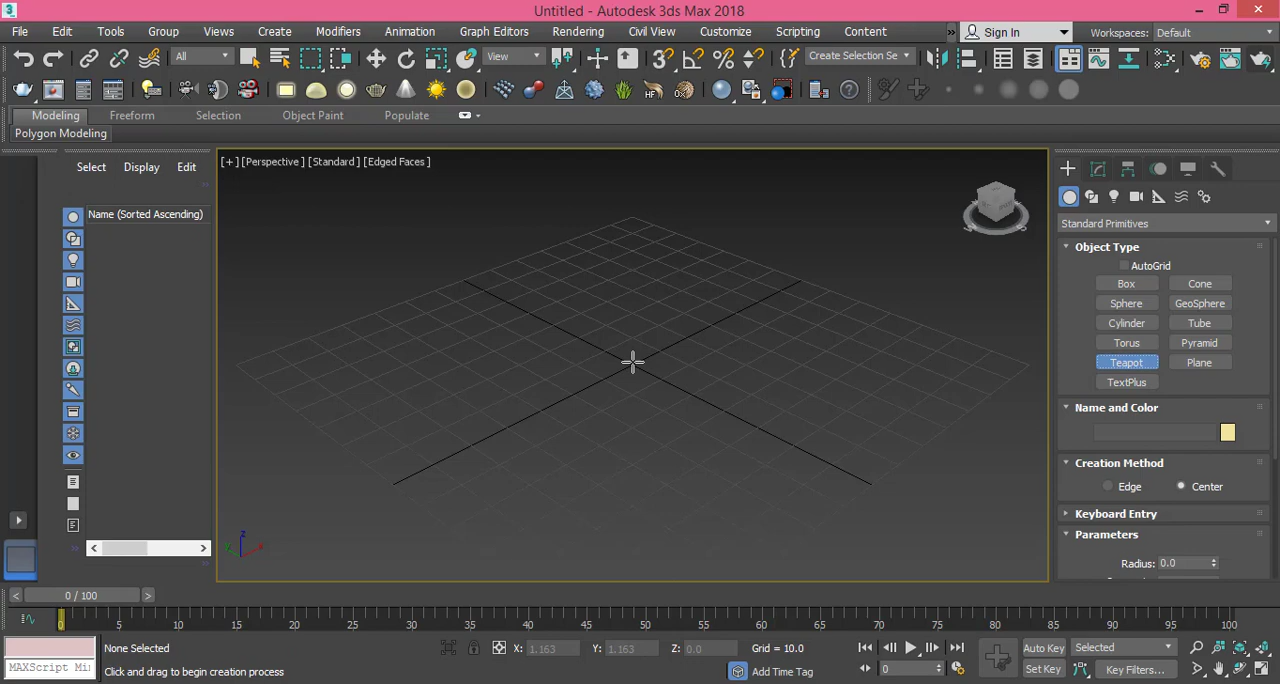 Untitled - Autodesk 3ds Max 2018
File Edit Tools Group Views Create Modifiers Animation Graph Editors Rendering Civil View Customize Scripting Content » Sign In Workspaces: Default
All View Create Selection Se
Modeling Freeform Selection Object Paint Populate
Polygon Modeling
Select Display Edit
Name (Sorted Ascending)
[+] [Perspective ] [Standard ] [Edged Faces ]
Standard Primitives
Object Type
AutoGrid
Box Cone
Sphere GeoSphere
Cylinder Tube
Torus Pyramid
Teapot Plane
TextPlus
Name and Color
Creation Method
Edge Center
Keyboard Entry
Parameters
Radius: 0.0
z
x
< 0 / 100 >
0 5 10 15 20 25 30 35 40 45 50 55 60 65 70 75 80 85 90 95 100
None Selected X: 1.163 Y: 1.163 Z: 0.0 Grid = 10.0 Auto Key Selected
MAXScript Mi Click and drag to begin creation process Add Time Tag 0 Set Key Key Filters...